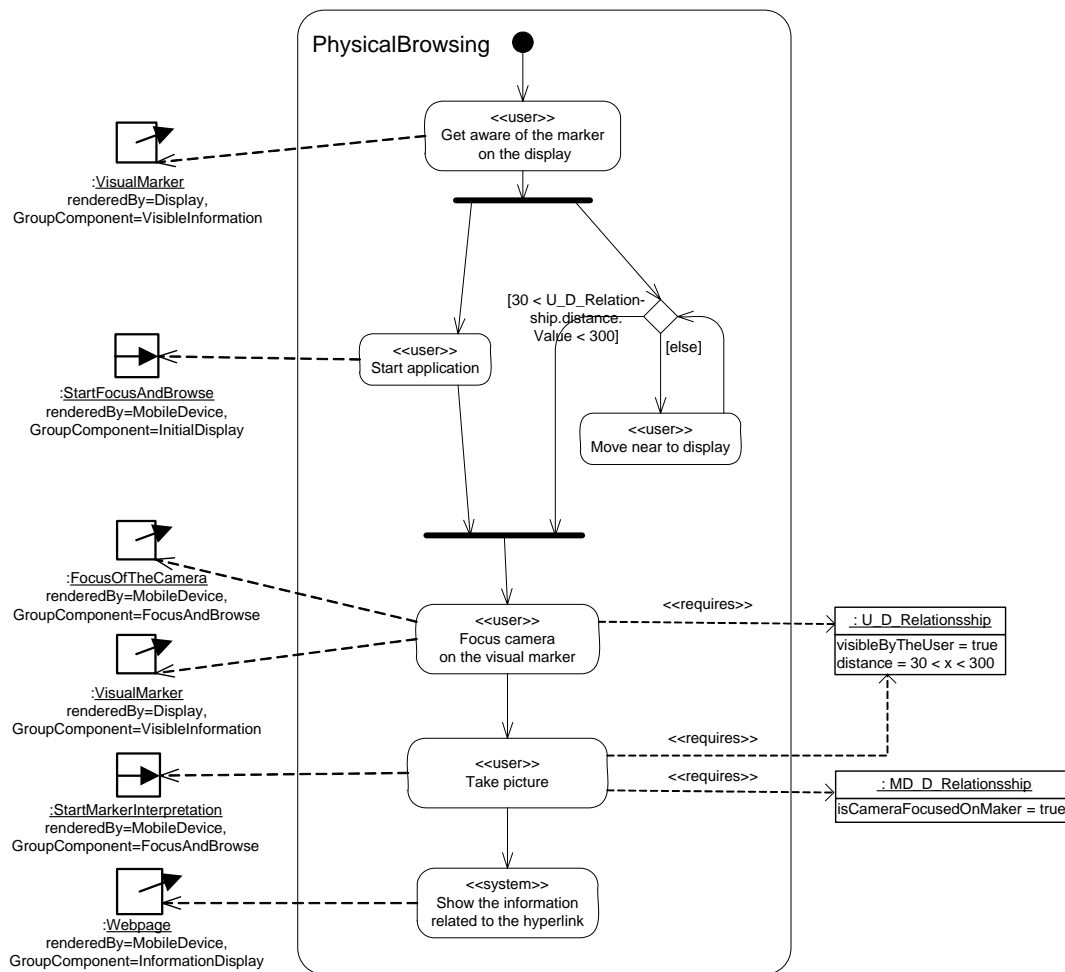 PhysicalBrowsing
<<user>>
Get aware of the marker
on the display
:VisualMarker
renderedBy=Display,
GroupComponent=VisibleInformation
[30 < U_D_Relation-
ship.distance.
Value < 300]
[else]
<<user>>
Start application
:StartFocusAndBrowse
renderedBy=MobileDevice,
GroupComponent=InitialDisplay
<<user>>
Move near to display
:FocusOfTheCamera
renderedBy=MobileDevice,
GroupComponent=FocusAndBrowse
<<user>>
Focus camera
on the visual marker
<<requires>>
: U_D_Relationsship
visibleByTheUser = true
distance = 30 < x < 300
:VisualMarker
renderedBy=Display,
GroupComponent=VisibleInformation
<<user>>
Take picture
<<requires>>
<<requires>>
: MD_D_Relationsship
isCameraFocusedOnMaker = true
:StartMarkerInterpretation
renderedBy=MobileDevice,
GroupComponent=FocusAndBrowse
<<system>>
Show the information
related to the hyperlink
:Webpage
renderedBy=MobileDevice,
GroupComponent=InformationDisplay